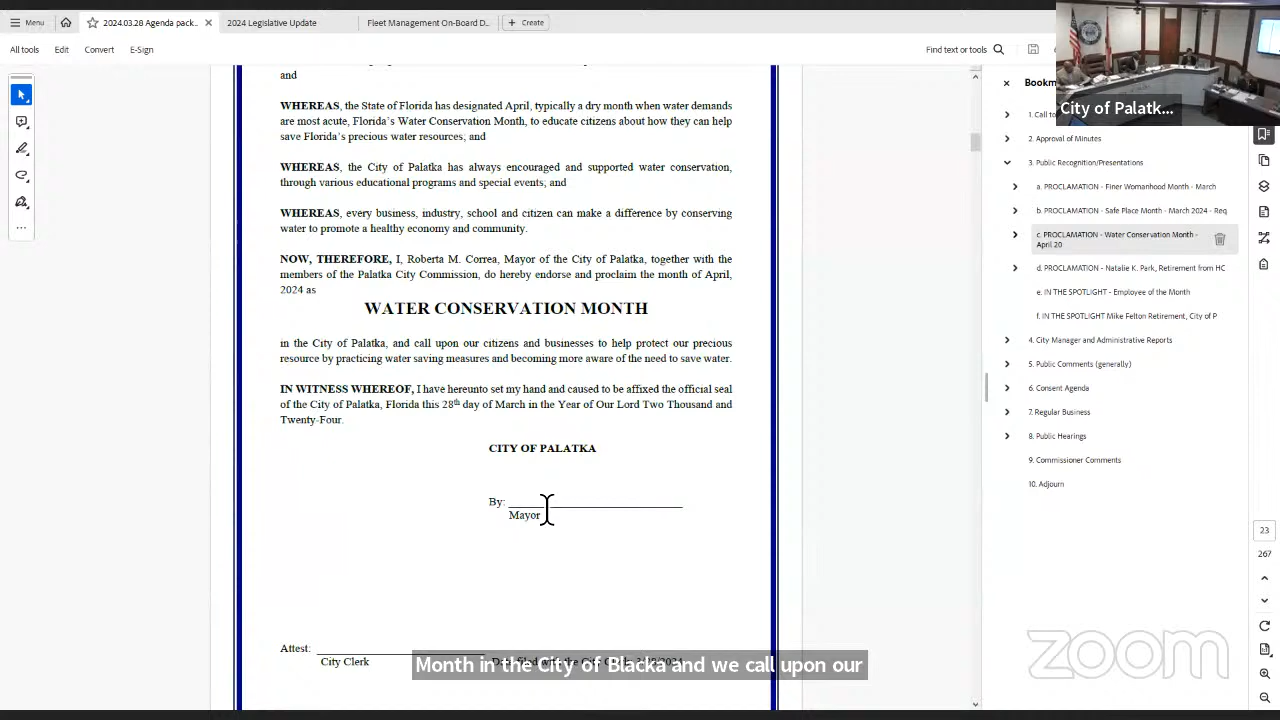 Menu
2024.03.28 Agenda pack...
2024 Legislative Update
Fleet Management On-Board D...
+ Create
All tools
Edit
Convert
E-Sign
Find text or tools
and
WHEREAS, the State of Florida has designated April, typically a dry month when water demands
are most acute, Florida's Water Conservation Month, to educate citizens about how they can help
save Florida's precious water resources; and
WHEREAS, the City of Palatka has always encouraged and supported water conservation,
through various educational programs and special events; and
WHEREAS, every business, industry, school and citizen can make a difference by conserving
water to promote a healthy economy and community.
NOW, THEREFORE, I, Roberta M. Correa, Mayor of the City of Palatka, together with the
members of the Palatka City Commission, do hereby endorse and proclaim the month of April,
2024 as
WATER CONSERVATION MONTH
in the City of Palatka, and call upon our citizens and businesses to help protect our precious
resource by practicing water saving measures and becoming more aware of the need to save water.
IN WITNESS WHEREOF, I have hereunto set my hand and caused to be affixed the official seal
of the City of Palatka, Florida this 28th day of March in the Year of Our Lord Two Thousand and
Twenty-Four.
CITY OF PALATKA
By:
Mayor
Attest:
City Clerk
Month in the City of Blacka and we call upon our
Bookm
1. Call to
2. Approval of Minutes
3. Public Recognition/Presentations
a. PROCLAMATION - Finer Womanhood Month - March
b. PROCLAMATION - Safe Place Month - March 2024 - Req
c. PROCLAMATION - Water Conservation Month -
April 20
d. PROCLAMATION - Natalie K. Park, Retirement from HC
e. IN THE SPOTLIGHT - Employee of the Month
f. IN THE SPOTLIGHT Mike Felton Retirement, City of P
4. City Manager and Administrative Reports
5. Public Comments (generally)
6. Consent Agenda
7. Regular Business
8. Public Hearings
9. Commissioner Comments
10. Adjourn
City of Palatk...
23
267
zoom